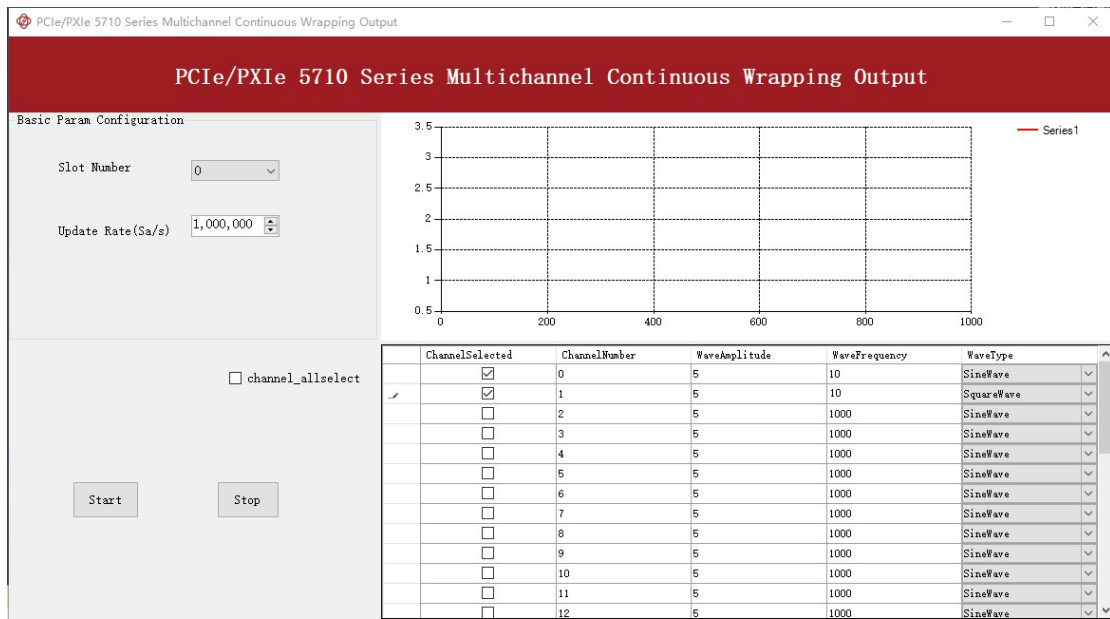 PCIe/PXIe 5710 Series Multichannel Continuous Wrapping Output
PCIe/PXIe 5710 Series Multichannel Continuous Wrapping Output
Basic Param Configuration
Slot Number 0
Update Rate(Sa/s) 1,000,000
3.5
3
2.5
2
1.5
1
0.5
0 200 400 600 800 1000
Series1
channel_allselect
Start Stop
ChannelSelected ChannelNumber WaveAmplitude WaveFrequency WaveType
0 5 10 SineWave
1 5 10 SquareWave
2 5 1000 SineWave
3 5 1000 SineWave
4 5 1000 SineWave
5 5 1000 SineWave
6 5 1000 SineWave
7 5 1000 SineWave
8 5 1000 SineWave
9 5 1000 SineWave
10 5 1000 SineWave
11 5 1000 SineWave
12 5 1000 SineWave